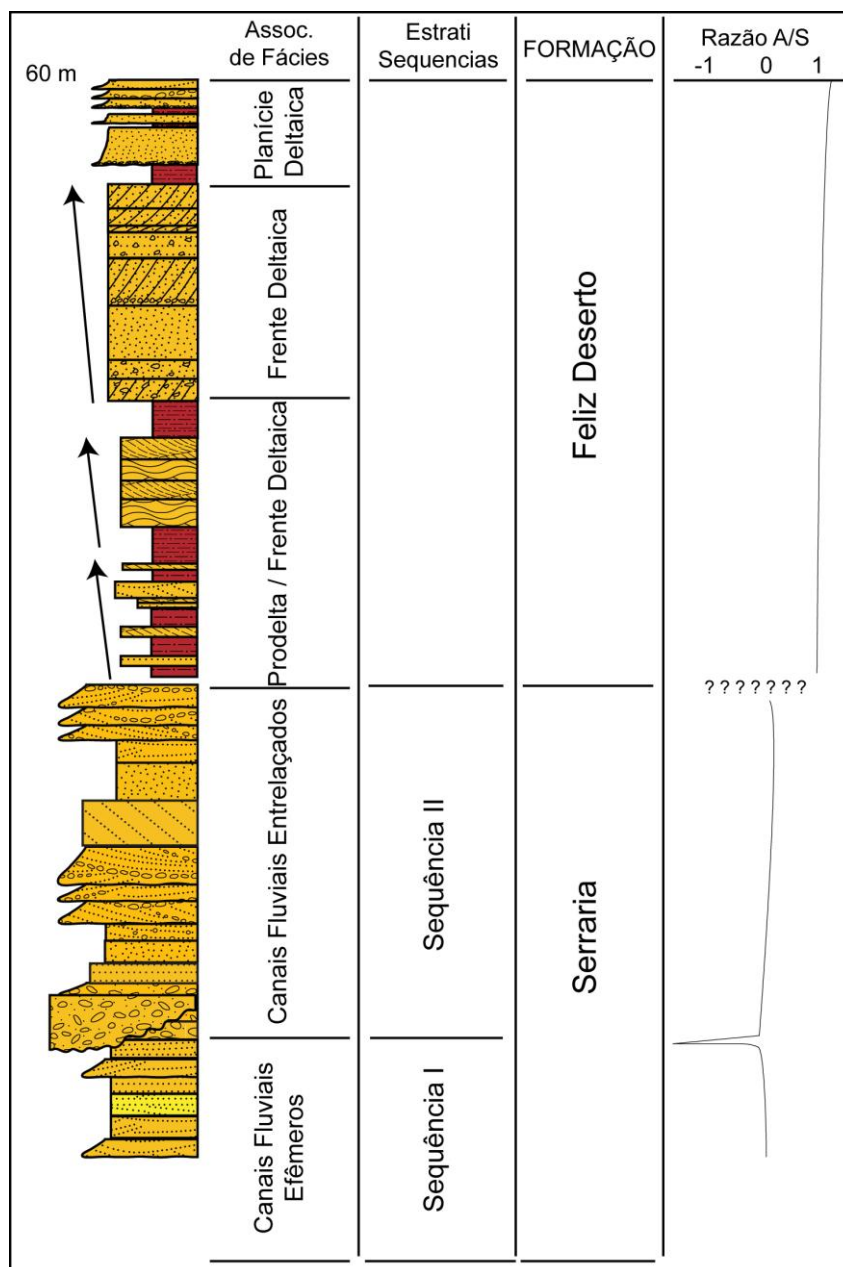 Assoc.
de Fácies
Estrati
Sequencias
FORMAÇÃO
Razão A/S
-1 0 1
60 m
Planície
Deltaica
Frente Deltaica
Prodelta / Frente Deltaica
Feliz Deserto
? ? ? ? ? ? ?
Canais Fluviais Entrelaçados
Sequência II
Serraria
Canais Fluviais
Efêmeros
Sequência I